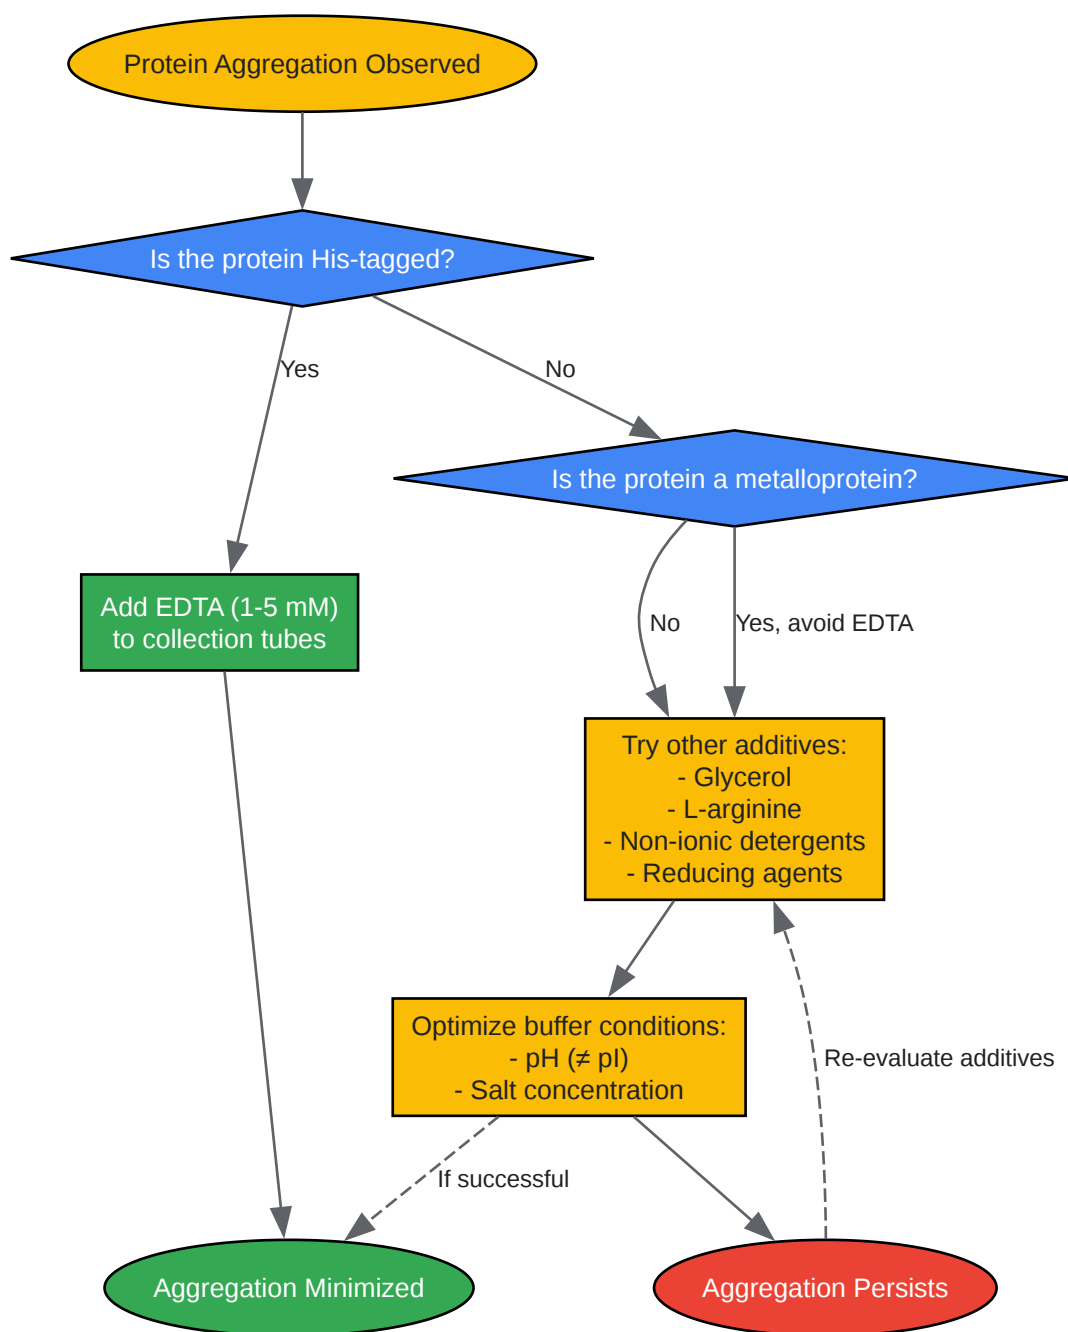 Protein Aggregation Observed
Is the protein His-tagged?
Yes
No
Is the protein a metalloprotein?
Add EDTA (1-5 mM)
to collection tubes
No
Yes, avoid EDTA
Try other additives:
- Glycerol
- L-arginine
- Non-ionic detergents
- Reducing agents
Optimize buffer conditions:
- pH (≠ pI)
- Salt concentration
Re-evaluate additives
If successful
Aggregation Minimized
Aggregation Persists